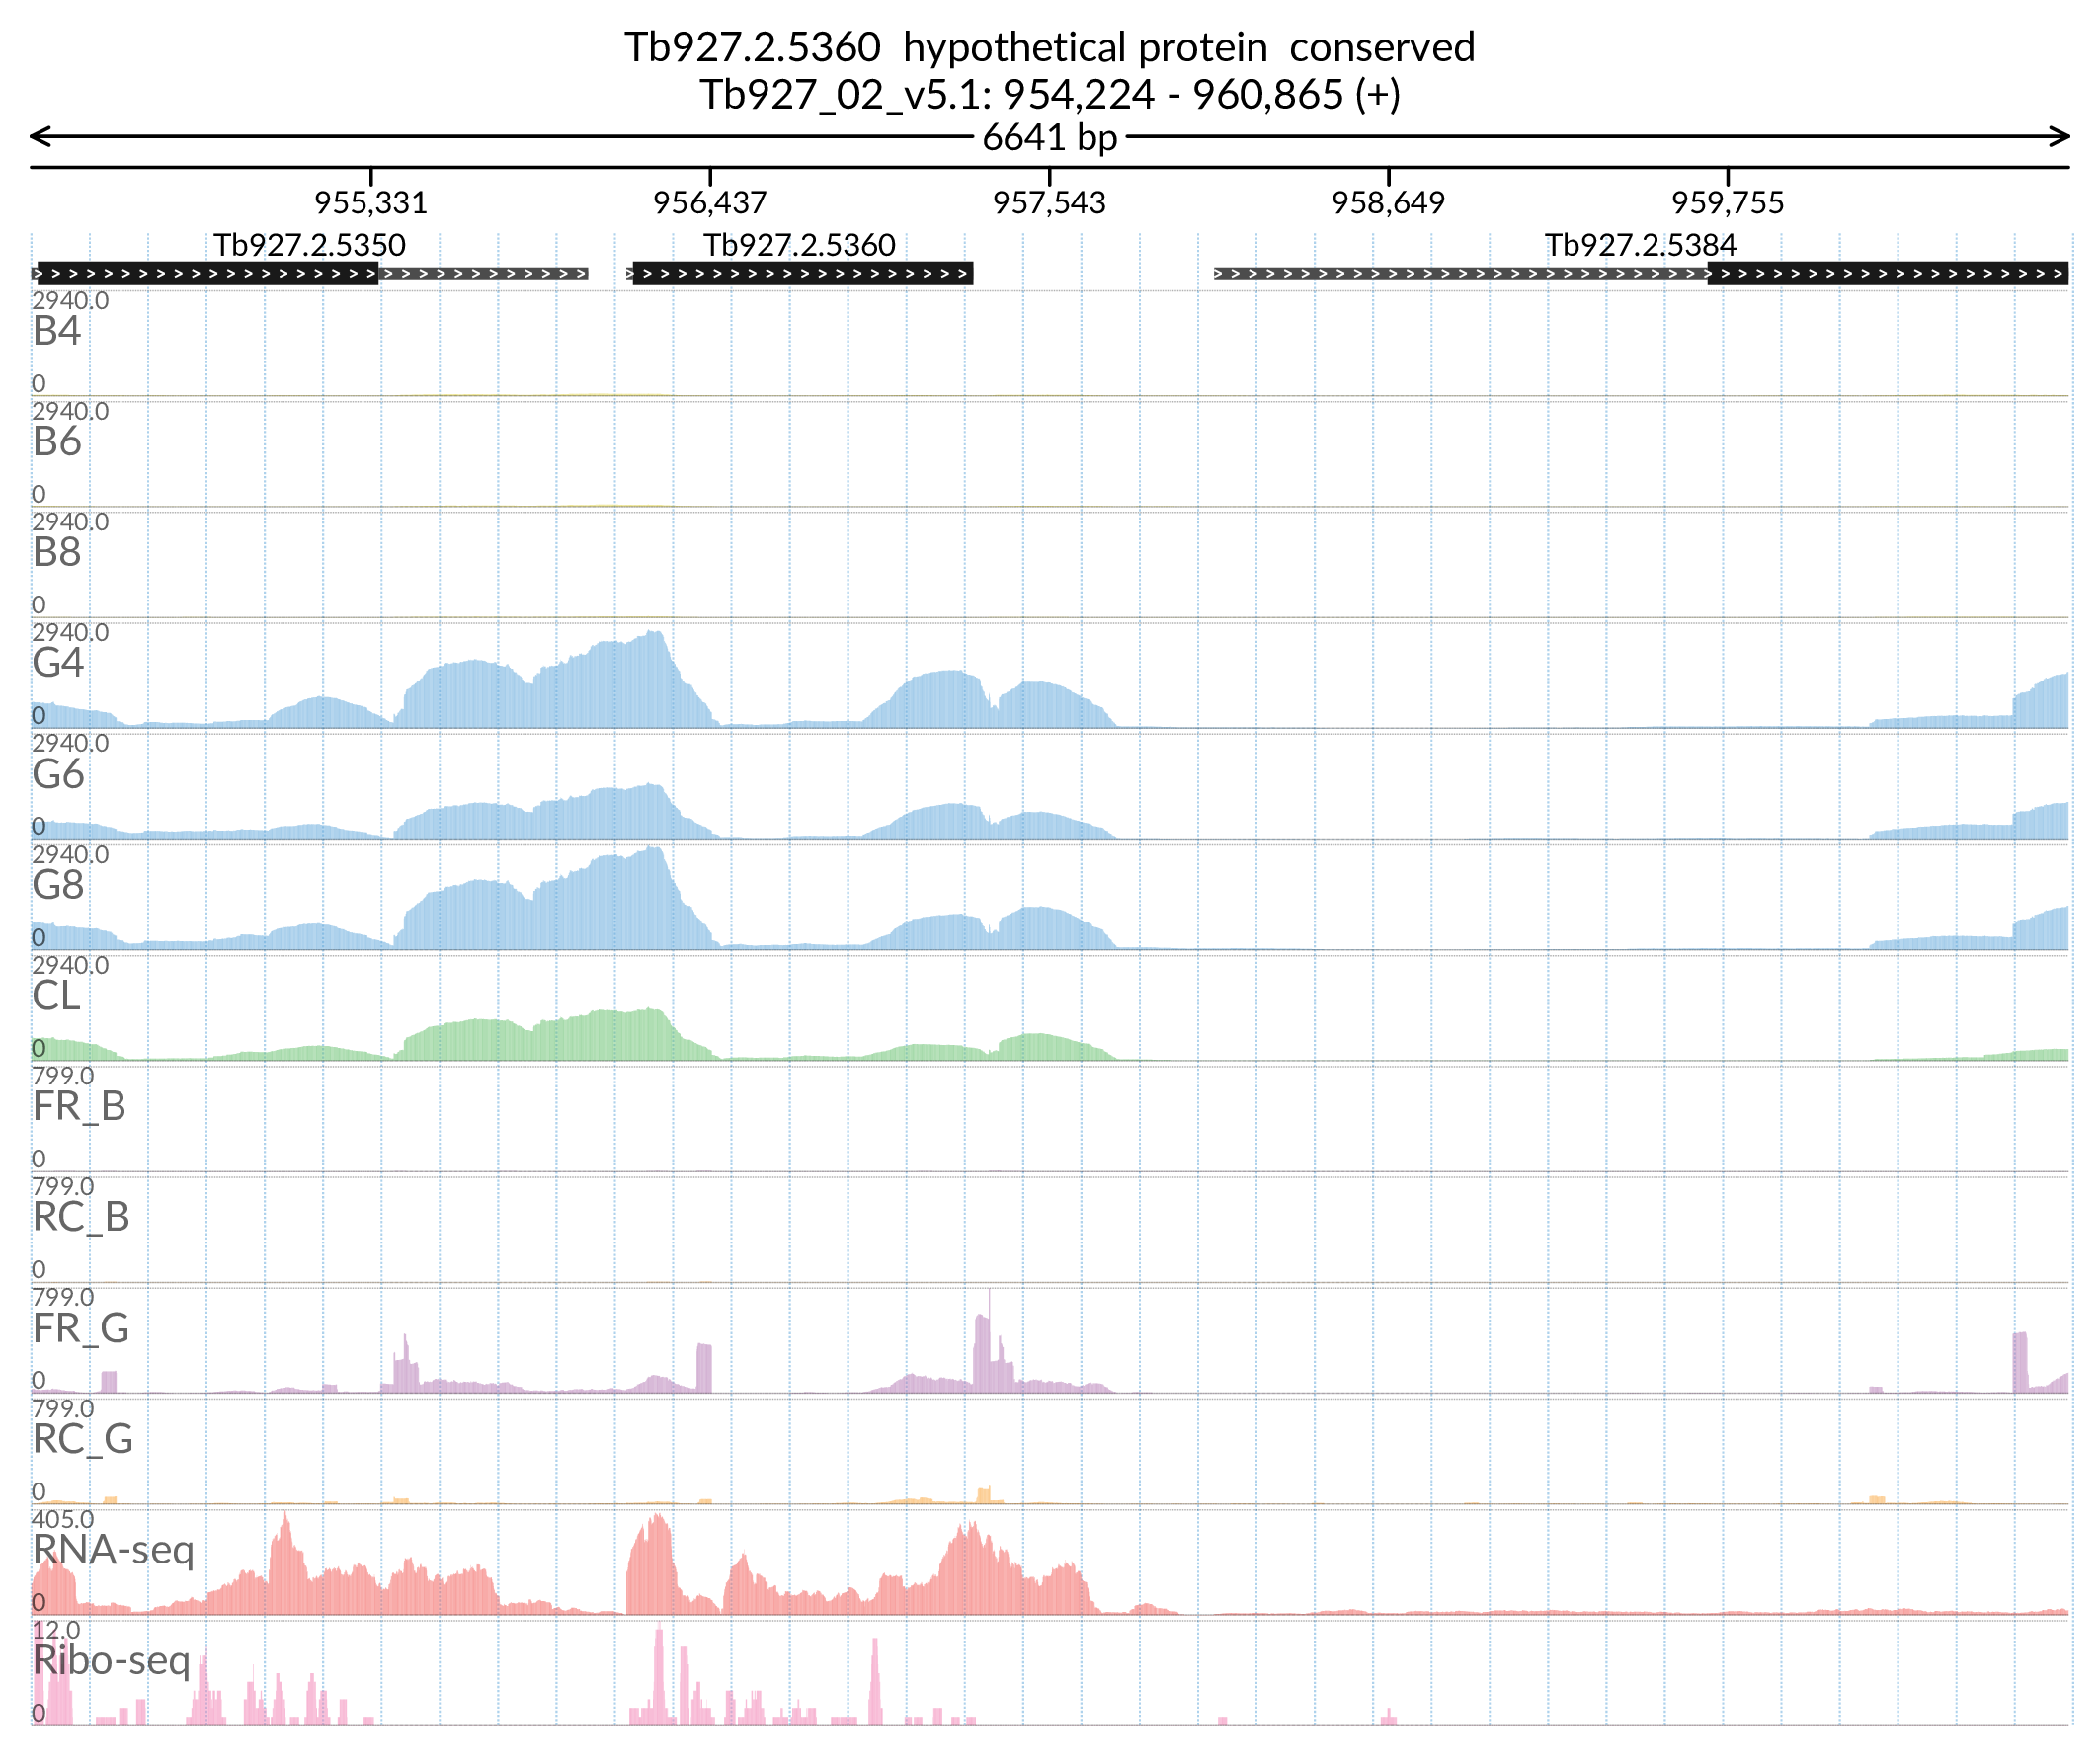 Tb927.2.5360 hypothetical protein conserved
Tb927_02_v5.1: 954,224 - 960,865 (+)
6641 bp
955,331 956,437 957,543 958,649 959,755
Tb927.2.5350 Tb927.2.5360 Tb927.2.5384
2940.0
B4
0
2940.0
B6
0
2940.0
B8
0
2940.0
G4
0
2940.0
G6
0
2940.0
G8
0
2940.0
CL
0
799.0
FR_B
0
799.0
RC_B
0
799.0
FR_G
0
799.0
RC_G
0
405.0
RNA-seq
0
12.0
Ribo-seq
0